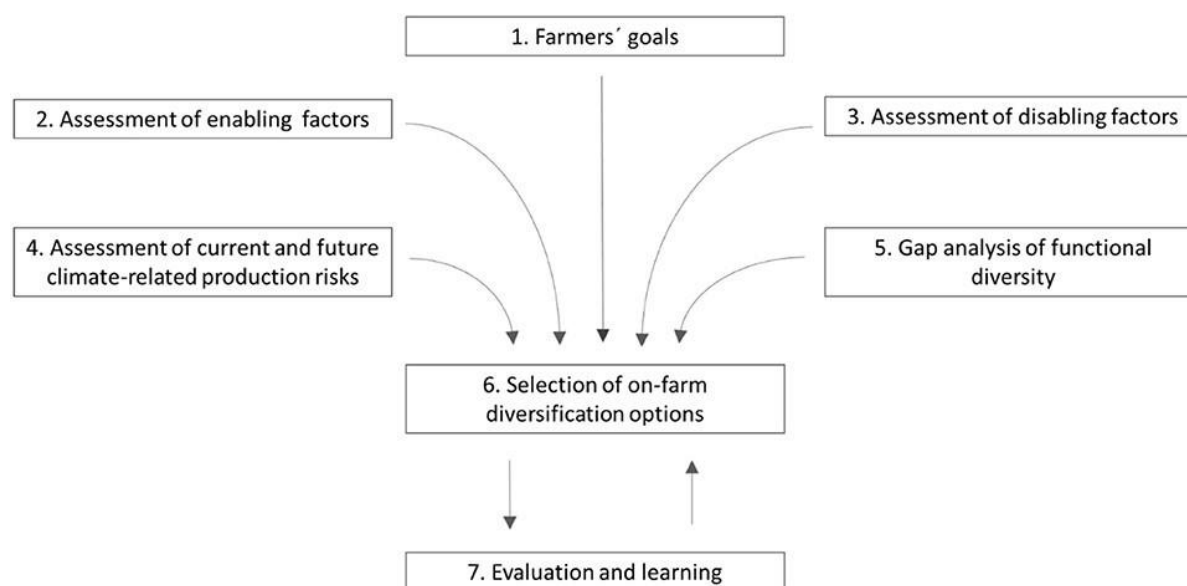 1. Farmers´ goals
2. Assessment of enabling factors
3. Assessment of disabling factors
4. Assessment of current and future
climate-related production risks
5. Gap analysis of functional
diversity
6. Selection of on-farm
diversification options
7. Evaluation and learning